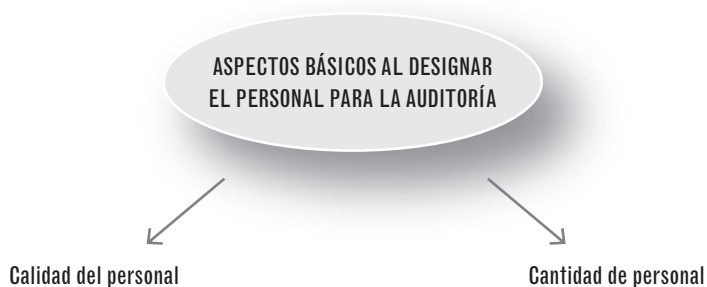 ASPECTOS BÁSICOS AL DESIGNAR
EL PERSONAL PARA LA AUDITORÍA
Calidad del personal
Cantidad de personal